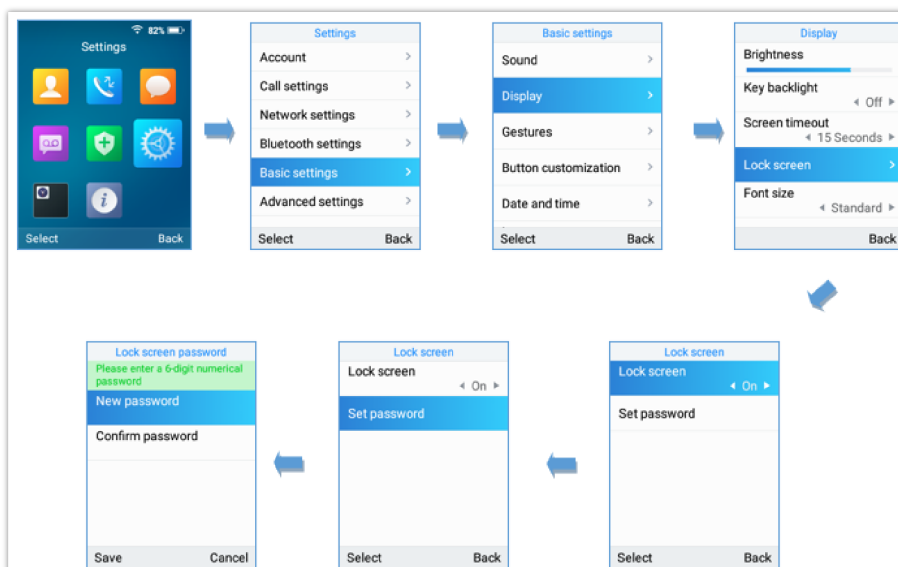 82%
Settings
Select Back
Settings
Account
Call settings
Network settings
Bluetooth settings
Basic settings
Advanced settings
Select Back
Basic settings
Sound
Display
Gestures
Button customization
Date and time
Select Back
Display
Brightness
Key backlight
Off
Screen timeout
15 Seconds
Lock screen
Font size
Standard
Back
Lock screen
Lock screen
On
Set password
Select Back
Lock screen
Lock screen
On
Set password
Select Back
Lock screen password
Please enter a 6-digit numerical
password
New password
Confirm password
Save Cancel